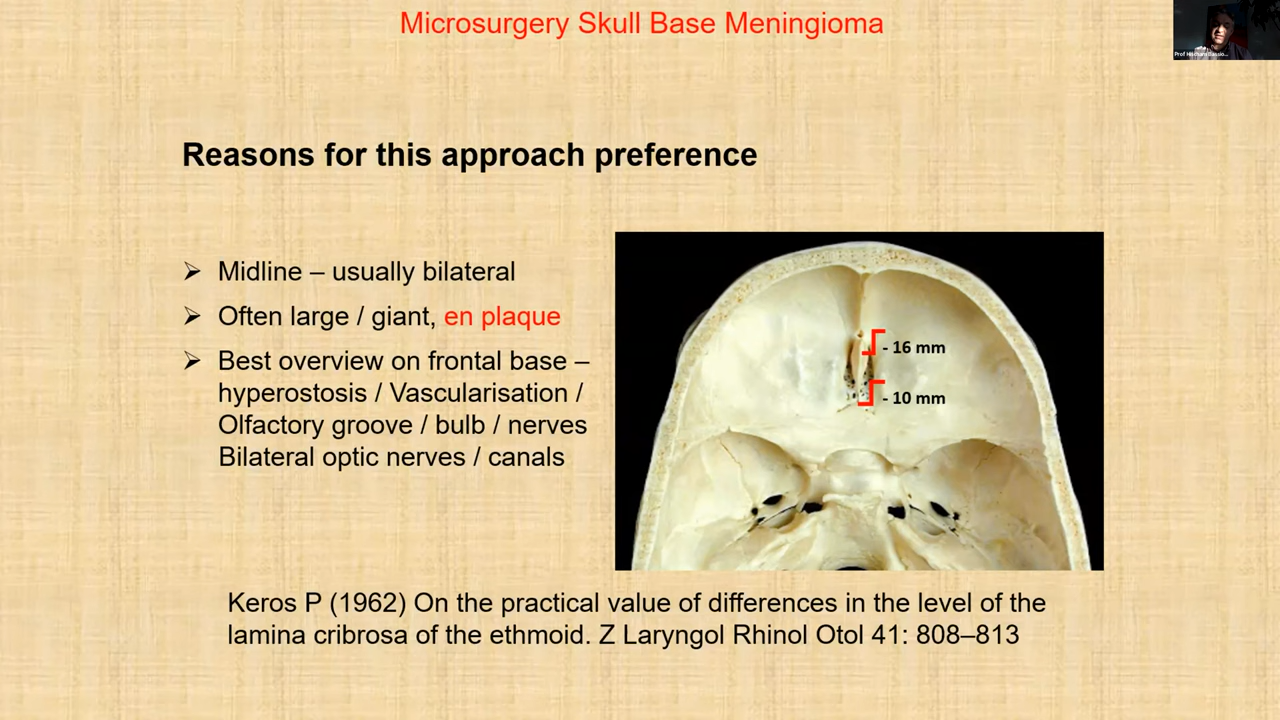 Microsurgery Skull Base Meningioma
Reasons for this approach preference
➢ Midline – usually bilateral
➢ Often large / giant, en plaque
➢ Best overview on frontal base –
hyperostosis / Vascularisation /
Olfactory groove / bulb / nerves
Bilateral optic nerves / canals
- 16 mm
- 10 mm
Keros P (1962) On the practical value of differences in the level of the
lamina cribrosa of the ethmoid. Z Laryngol Rhinol Otol 41: 808–813